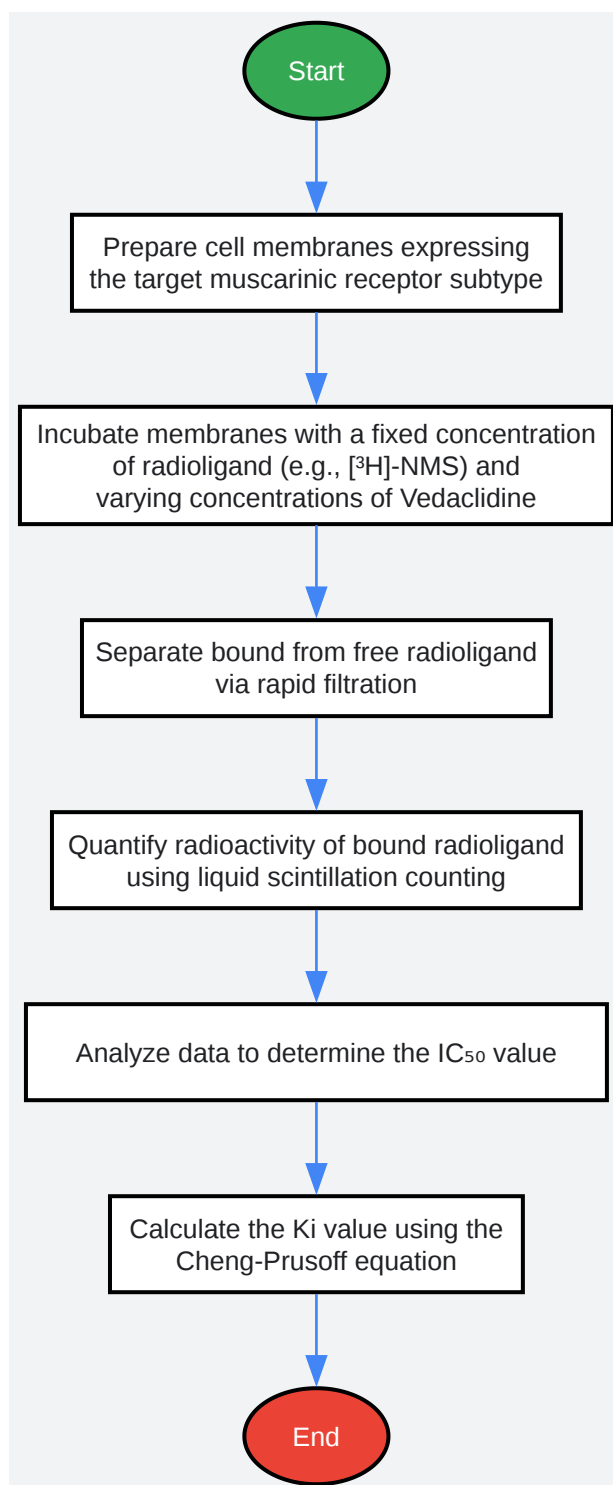 Start
Prepare cell membranes expressing
the target muscarinic receptor subtype
Incubate membranes with a fixed concentration
of radioligand (e.g., [³H]-NMS) and
varying concentrations of Vedaclidine
Separate bound from free radioligand
via rapid filtration
Quantify radioactivity of bound radioligand
using liquid scintillation counting
Analyze data to determine the IC₅₀ value
Calculate the Ki value using the
Cheng-Prusoff equation
End